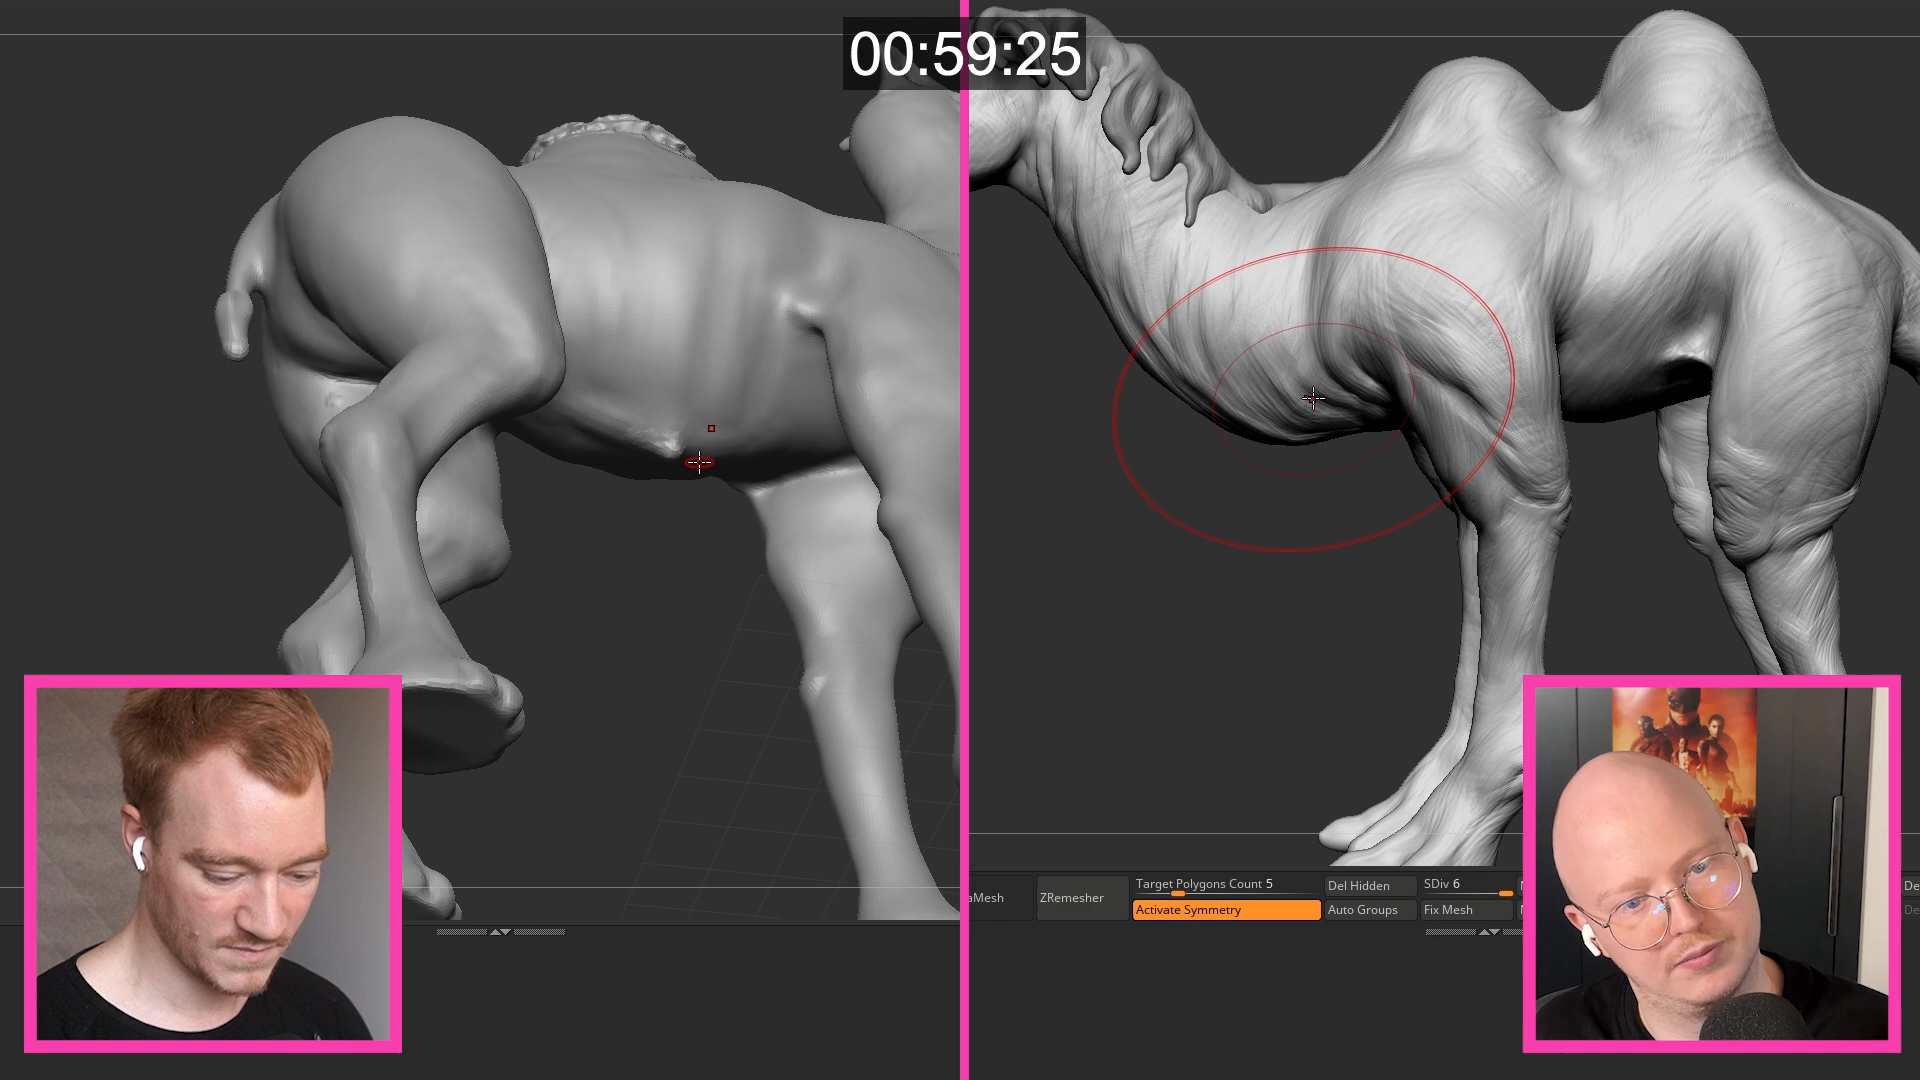 00:59:25
aMesh
ZRemesher
Target Polygons Count 5
Activate Symmetry
Del Hidden
Auto Groups
SDiv 6
Fix Mesh
De